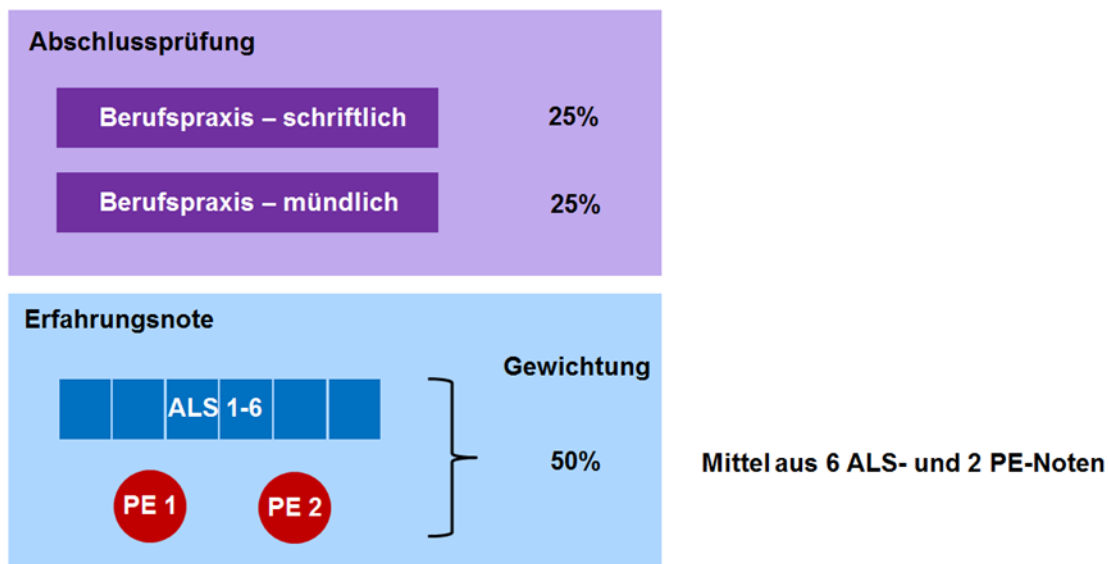 Abschlussprüfung
Berufspraxis – schriftlich
25%
Berufspraxis – mündlich
25%
Erfahrungsnote
Gewichtung
ALS 1-6
50%
Mittel aus 6 ALS- und 2 PE-Noten
PE 1
PE 2